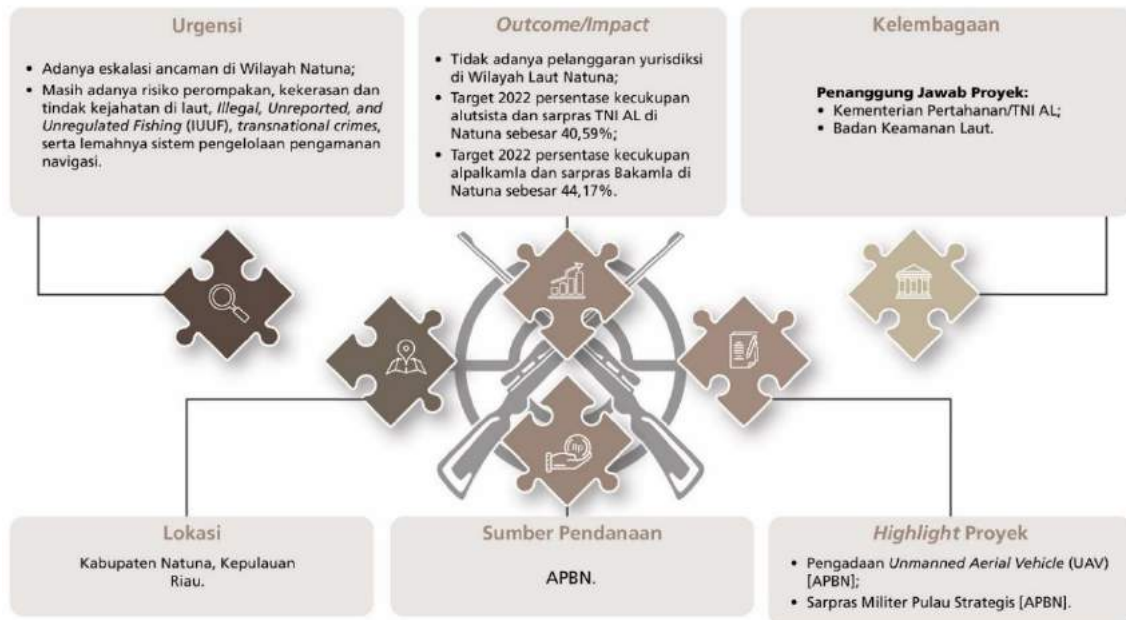 Urgensi
• Adanya eskalasi ancaman di Wilayah Natuna;
• Masih adanya risiko perompakan, kekerasan dan
tindak kejahatan di laut, Illegal, Unreported, and
Unregulated Fishing (IUUF), transnational crimes,
serta lemahnya sistem pengelolaan pengamanan
navigasi.
Outcome/Impact
• Tidak adanya pelanggaran yurisdiksi
di Wilayah Laut Natuna;
• Target 2022 persentase kecukupan
alutsista dan sarpras TNI AL di
Natuna sebesar 40,59%;
• Target 2022 persentase kecukupan
alpalkamla dan sarpras Bakamla di
Natuna sebesar 44,17%.
Kelembagaan
Penanggung Jawab Proyek:
• Kementerian Pertahanan/TNI AL;
• Badan Keamanan Laut.
Rp
Lokasi
Kabupaten Natuna, Kepulauan
Riau.
Sumber Pendanaan
APBN.
Highlight Proyek
• Pengadaan Unmanned Aerial Vehicle (UAV)
[APBN];
• Sarpras Militer Pulau Strategis [APBN].